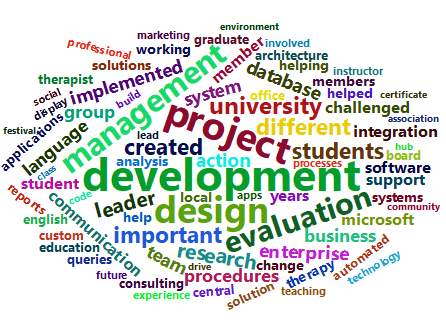 environment
marketing
graduate
involved
professional
working
member
architecture
solutions
helping
management
database
instructor
therapist
implemented
system
members
social
build
office
helped
certificate
display
group
university
challenged
festival
applications
project
different
association
language
lead
integration
created
students
hub
class
analysis
action
processes
board
student
development
software
support
code
leader
local
apps
years
systems
reports
communication
design
evaluation
community
english
help
microsoft
custom
important
business
education
team
research
enterprise
automated
queries
drive
change
technology
future
procedures
therapy
consulting
experience
central
solution
teaching